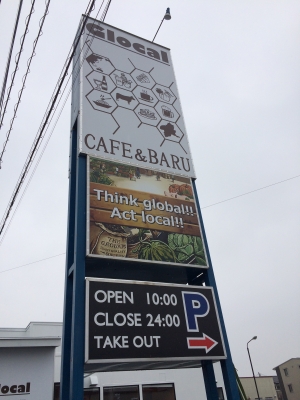 Glocal
CAFE & BARU
Think global!!
Act local!!
OPEN 10:00
CLOSE 24:00
TAKE OUT
P
ocal